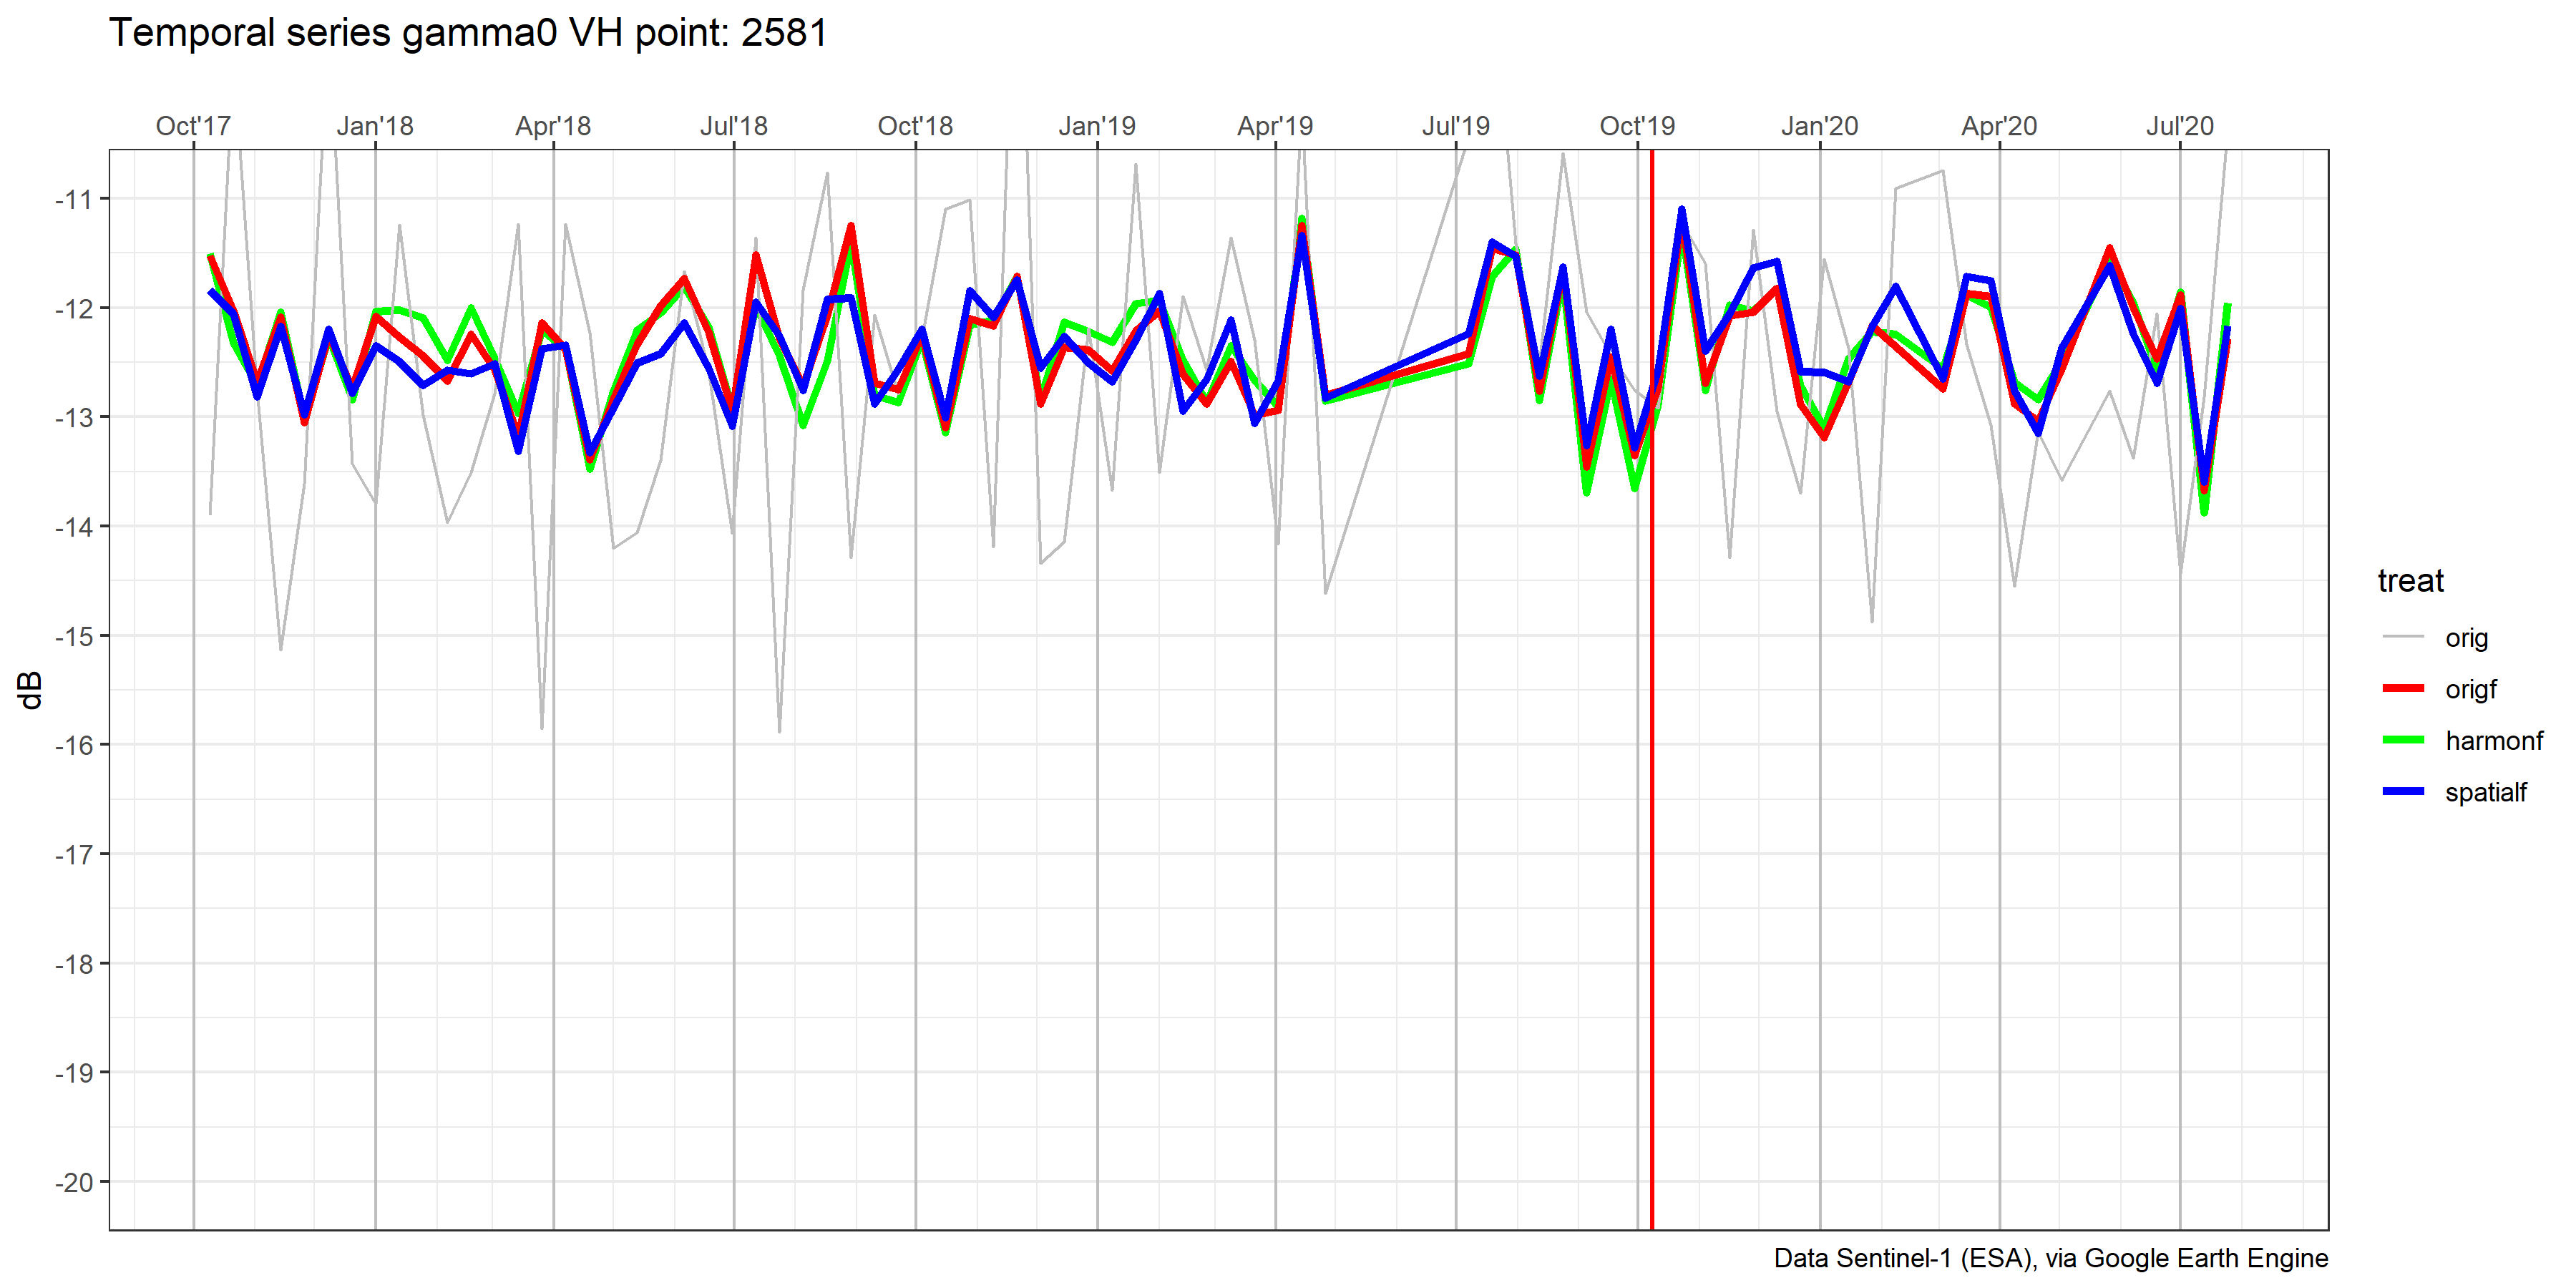 Temporal series gamma0 VH point: 2581
Oct'17 Jan'18 Apr'18 Jul'18 Oct'18 Jan'19 Apr'19 Jul'19 Oct'19 Jan'20 Apr'20 Jul'20
-11
-12
-13
-14
-15
-16
-17
-18
-19
-20
dB
treat
orig
origf
harmonf
spatialf
Data Sentinel-1 (ESA), via Google Earth Engine